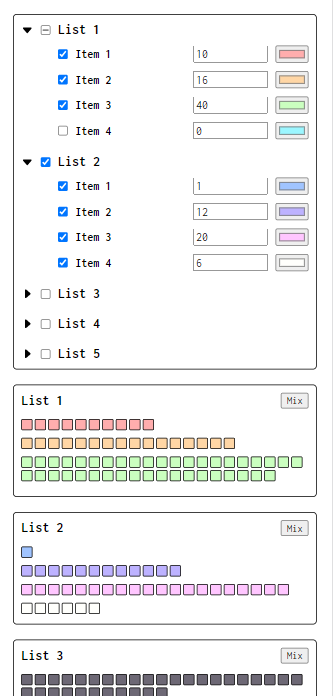 List 1
Item 1 10
Item 2 16
Item 3 40
Item 4 0
List 2
Item 1 1
Item 2 12
Item 3 20
Item 4 6
List 3
List 4
List 5
List 1 Mix
List 2 Mix
List 3 Mix